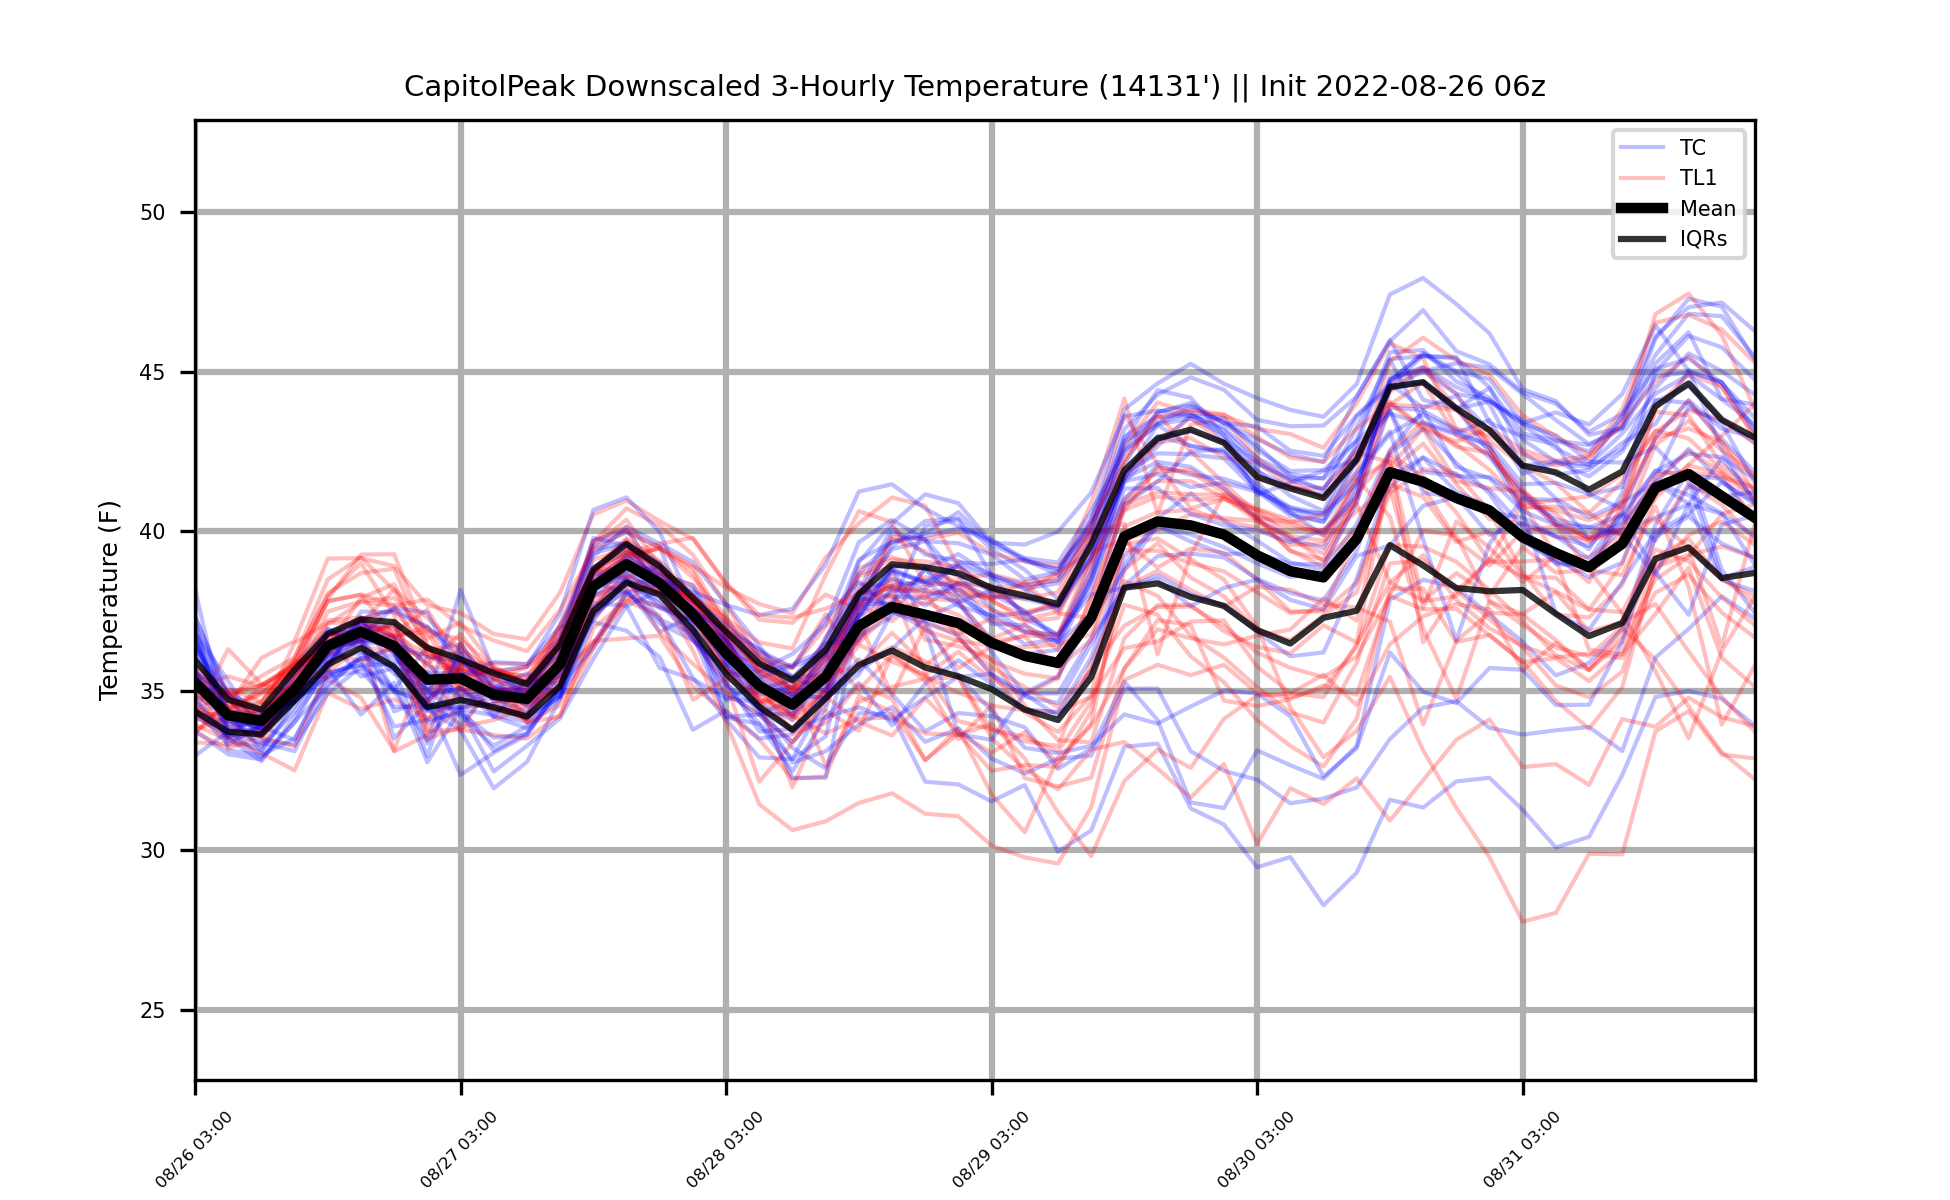 CapitolPeak Downscaled 3-Hourly Temperature (14131') || Init 2022-08-26 06z
TC
TL1
Mean
IQRs
Temperature (F)
50
45
40
35
30
25
08/26 03:00
08/27 03:00
08/28 03:00
08/29 03:00
08/30 03:00
08/31 03:00